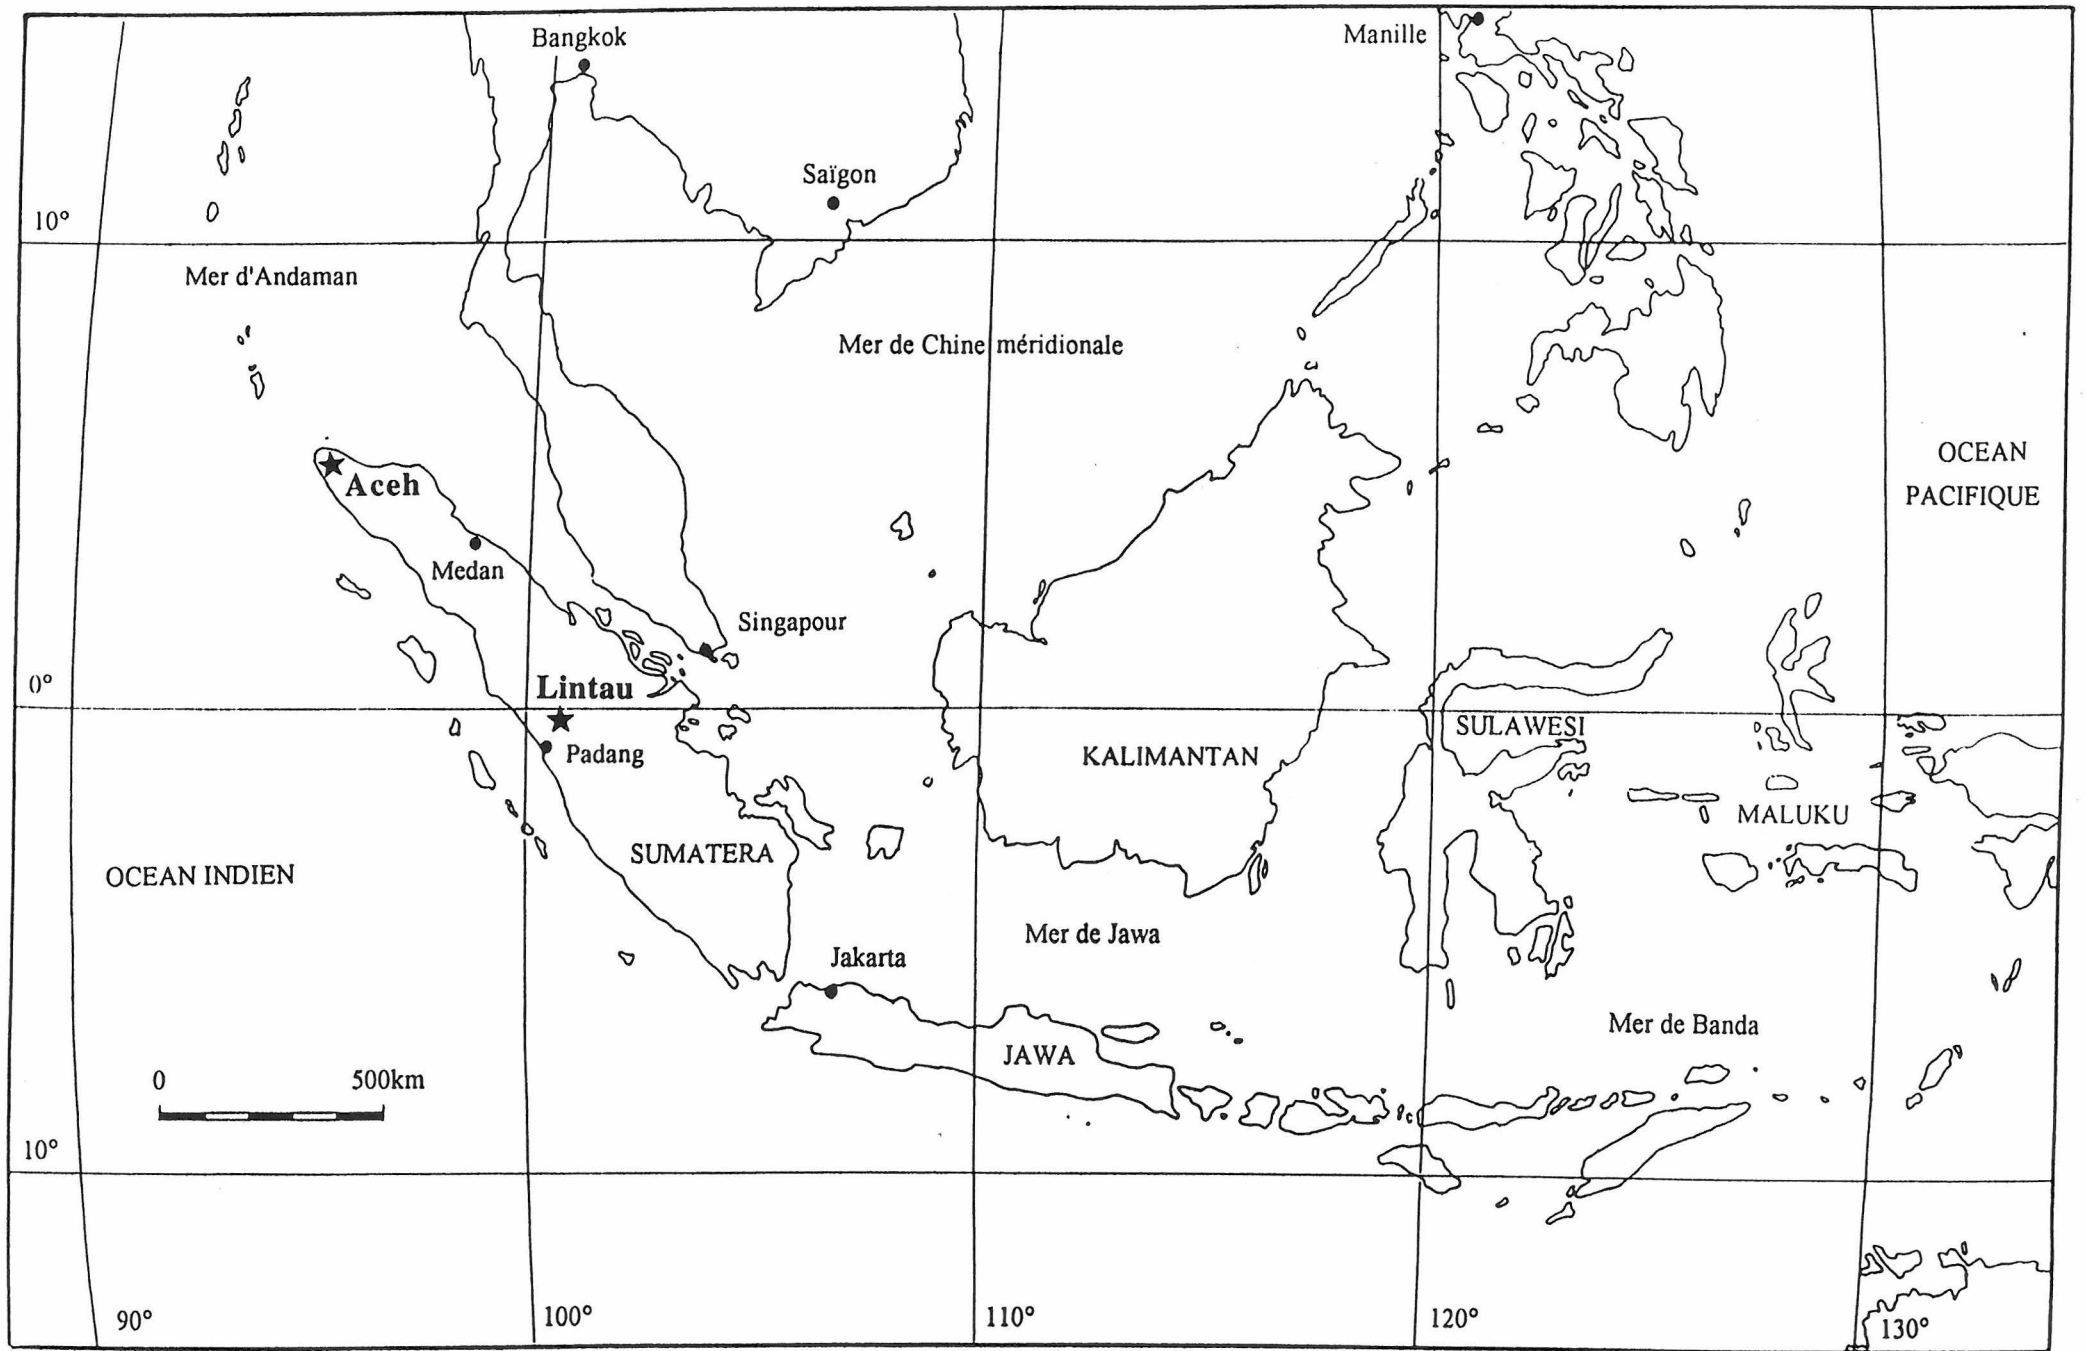 Bangkok
Manille
Saïgon
10°
Mer d'Andaman
Mer de Chine méridionale
OCEAN
PACIFIQUE
Aceh
Medan
Singapour
0°
Lintau
Padang
SULAWESI
KALIMANTAN
MALUKU
SUMATERA
OCEAN INDIEN
Mer de Jawa
Jakarta
Mer de Banda
JAWA
0 500km
10°
90° 100° 110° 120° 130°